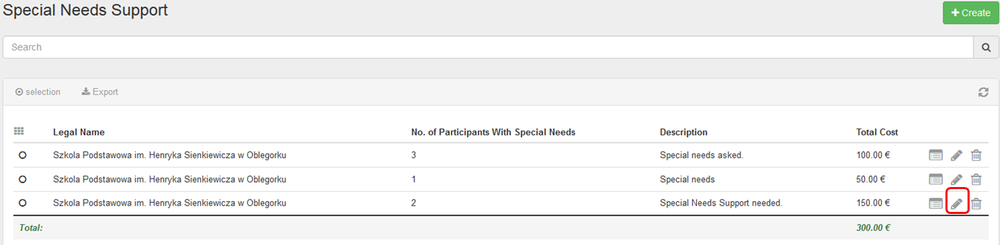 Special Needs Support
Create
Search
selection Export
Legal Name No. of Participants With Special Needs Description Total Cost
Szkola Podstawowa im. Henryka Sienkiewicza w Oblegorku 3 Special needs asked. 100.00 €
Szkola Podstawowa im. Henryka Sienkiewicza w Oblegorku 1 Special needs 50.00 €
Szkola Podstawowa im. Henryka Sienkiewicza w Oblegorku 2 Special Needs Support needed. 150.00 €
Total: 300.00 €